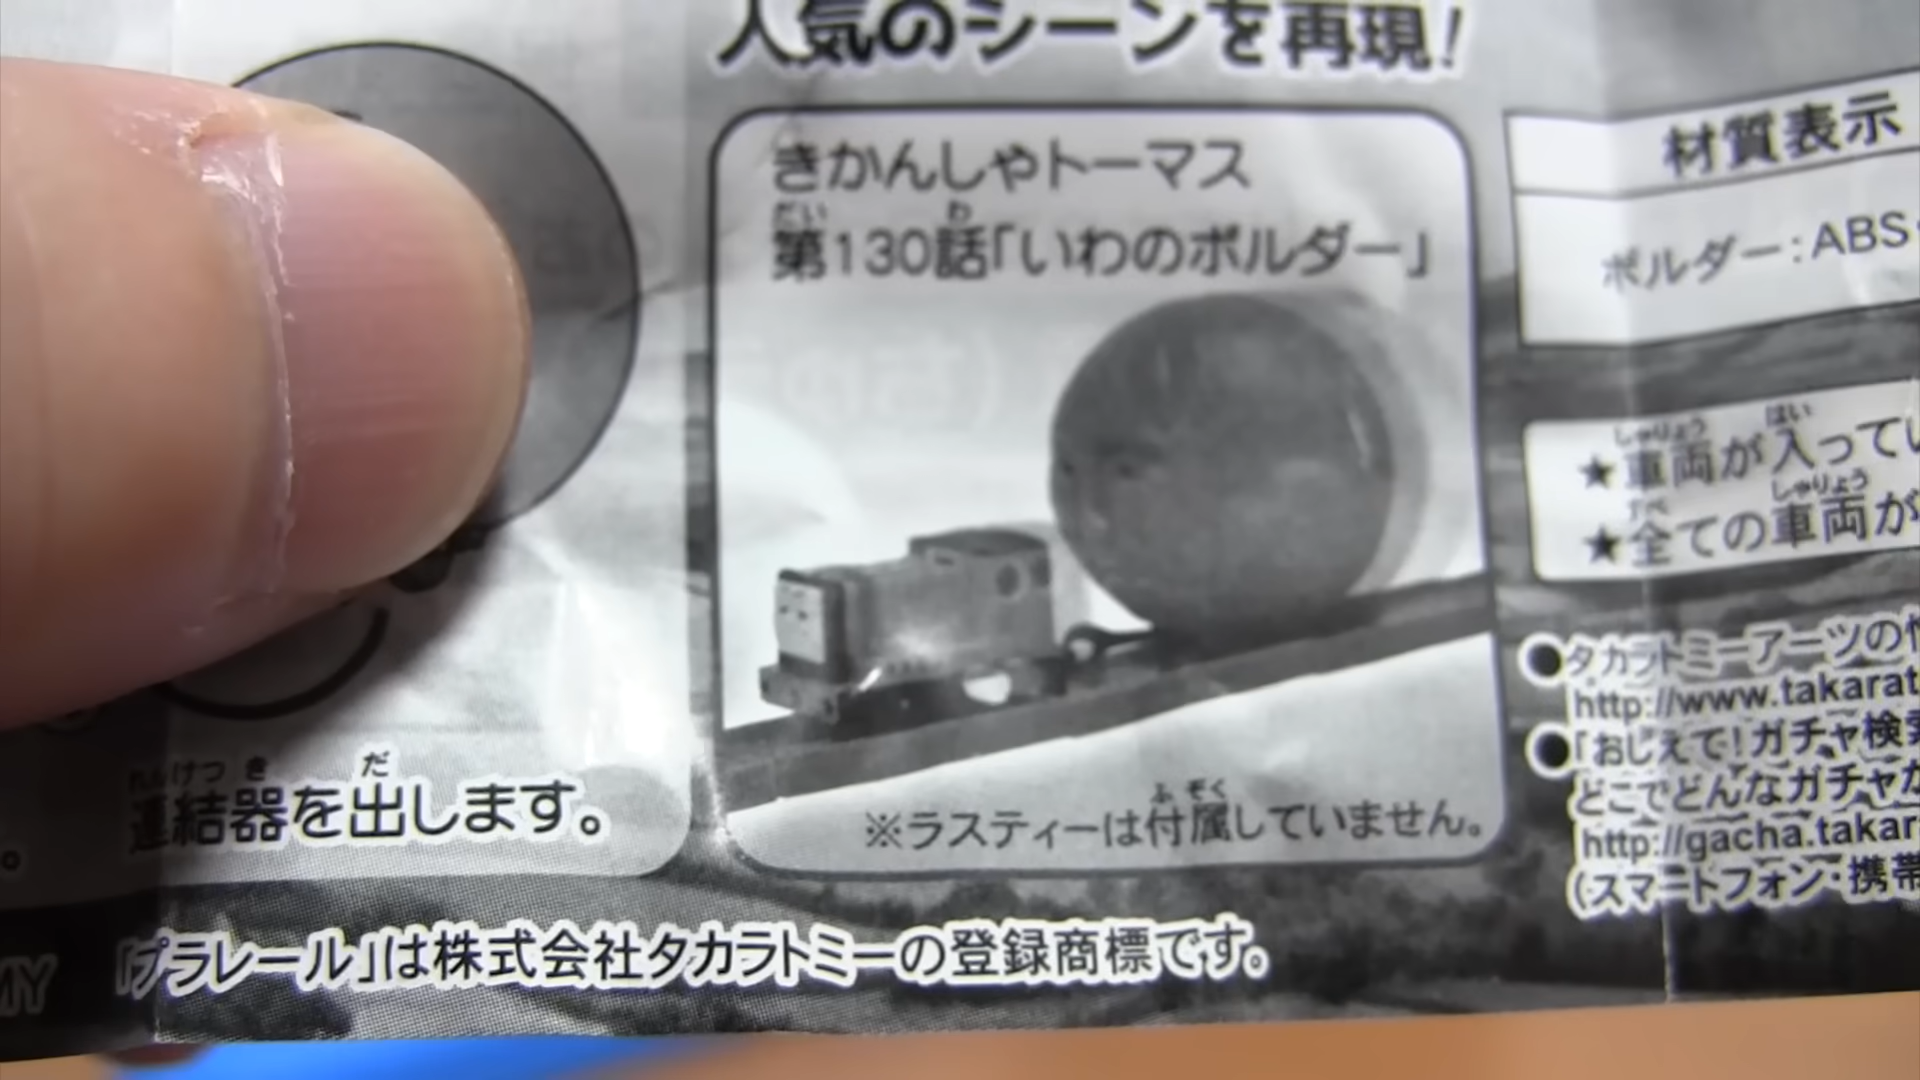 人気のシーンを再現!
きかんしゃトーマス
だい わ
第130話「いわのボルダー」
※ラスティーは付属していません。
ふぞく
連結器を出します。
れんけつき だ
「プラレール」は株式会社タカラトミーの登録商標です。
MY
材質表示
ボルダー:ABS
しゃりょう はい
★車両が入ってい
すべ しゃりょう
★全ての車両が
●タカラトミーアーツの
http://www.takarat
●「おしえて!ガチャ検索
どこでどんなガチャが
http://gacha.takar
(スマートフォン・携帯